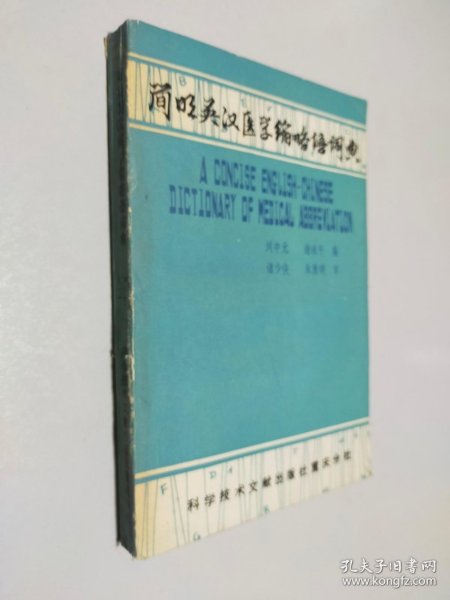 简明英汉医学缩略语词典
A CONCISE ENGLISH-CHINESE
DICTIONARY OF MEDICAL ABBREVIATION
编
审
科学技术文献出版社重庆分社
孔夫子旧书网
www.kongfz.com